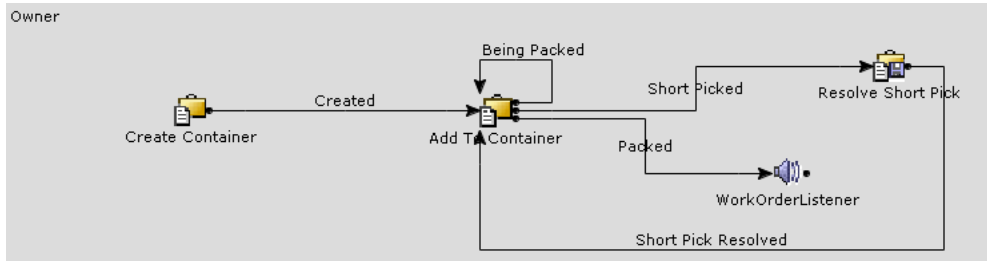 Owner
Being Packed
Short Picked
Resolve Short Pick
Created
Create Container
Add To Container
Packed
WorkOrderListener
Short Pick Resolved